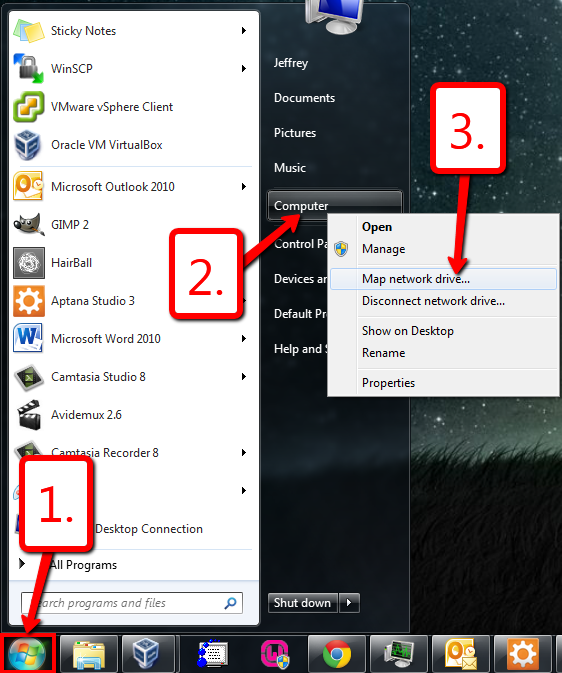 Sticky Notes
WinSCP
VMware vSphere Client
Oracle VM VirtualBox
Microsoft Outlook 2010
GIMP 2
HairBall
Aptana Studio 3
Microsoft Word 2010
Camtasia Studio 8
Avidemux 2.6
Camtasia Recorder 8
Desktop Connection
All Programs
search programs and files
Jeffrey
Documents
Pictures
Music
Computer
Control Pa
Devices an
Default Pr
Help and S
Shut down
Open
Manage
Map network drive...
Disconnect network drive...
Show on Desktop
Rename
Properties
1.
2.
3.